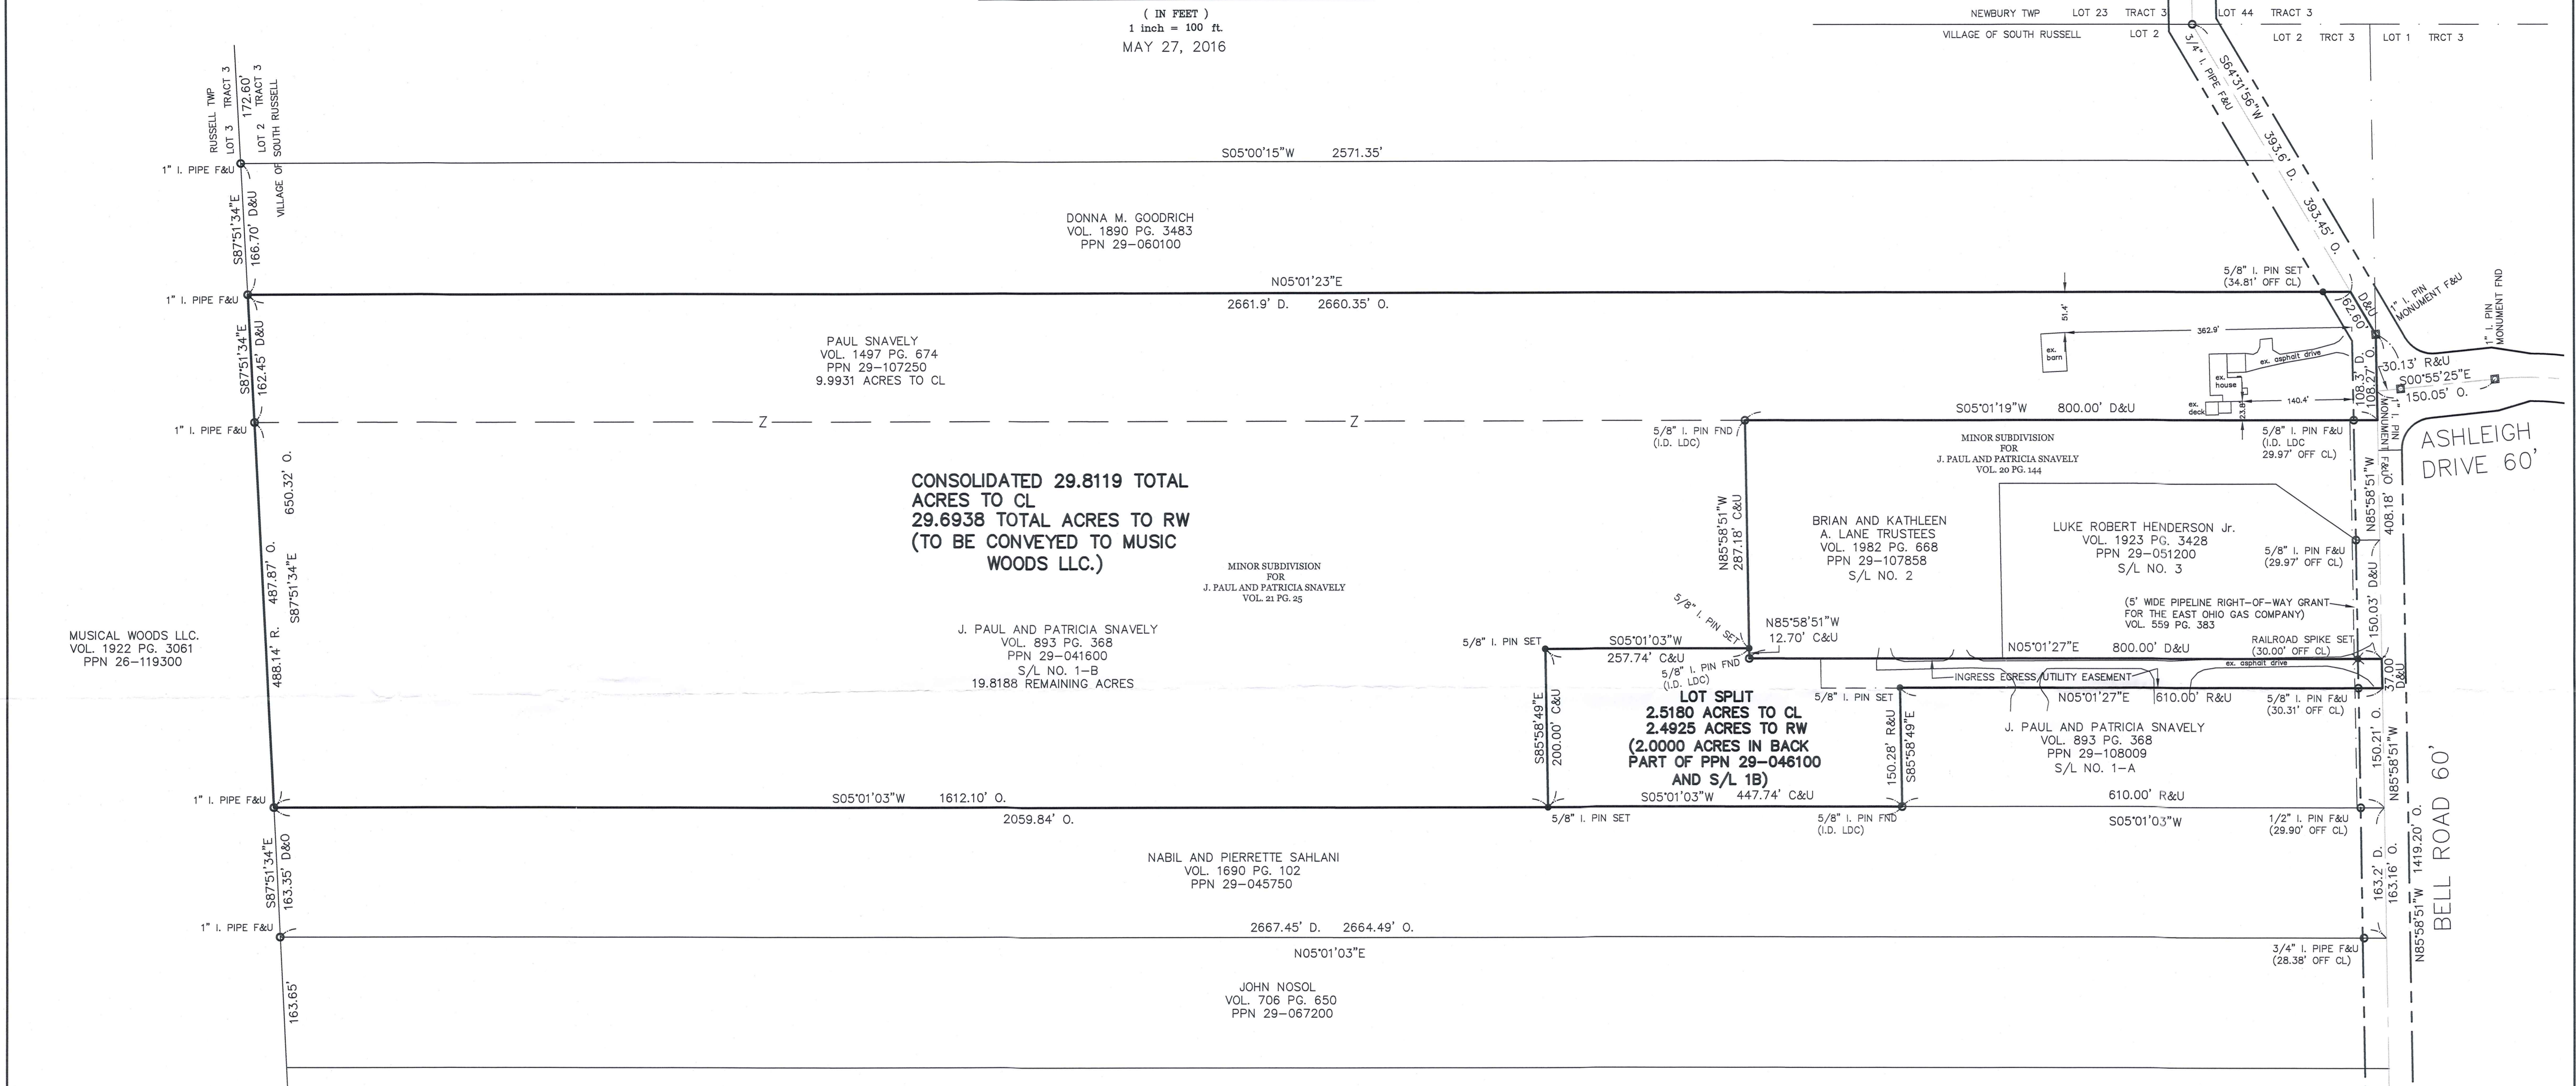 ( IN FEET )
1 inch = 100 ft.
MAY 27, 2016
NEWBURY TWP LOT 23 TRACT 3
LOT 44 TRACT 3
VILLAGE OF SOUTH RUSSELL LOT 2
LOT 2 TRCT 3
LOT 1 TRCT 3
3/4" I. PIPE F&U
S64°31'56"W 393.6' D.
393.45' O.
RUSSELL TWP
LOT 3 TRACT 3
172.60'
LOT 2 TRACT 3
VILLAGE OF SOUTH RUSSELL
1" I. PIPE F&U
S05°00'15"W 2571.35'
S87°51'34"E
166.70' D&U
DONNA M. GOODRICH
VOL. 1890 PG. 3483
PPN 29-060100
1" I. PIPE F&U
N05°01'23"E
2661.9' D. 2660.35' O.
5/8" I. PIN SET
(34.81' OFF CL)
D&U
162.60'
1" I. PIN
MONUMENT F&U
1" I. PIN
MONUMENT FND
51.4'
362.9'
ex.
barn
ex. asphalt drive
ex.
house
ex.
deck
140.4'
23.8'
108.3' D.
108.27' O.
30.13' R&U
S00°55'25"E
150.05' O.
1" I. PIN
MONUMENT F&U
S87°51'34"E
162.45' D&U
PAUL SNAVELY
VOL. 1497 PG. 674
PPN 29-107250
9.9931 ACRES TO CL
1" I. PIPE F&U
Z
Z
5/8" I. PIN FND
(I.D. LDC)
S05°01'19"W 800.00' D&U
5/8" I. PIN F&U
(I.D. LDC
29.97' OFF CL)
ASHLEIGH
DRIVE 60'
MINOR SUBDIVISION
FOR
J. PAUL AND PATRICIA SNAVELY
VOL. 20 PG. 144
CONSOLIDATED 29.8119 TOTAL
ACRES TO CL
29.6938 TOTAL ACRES TO RW
(TO BE CONVEYED TO MUSIC
WOODS LLC.)
MINOR SUBDIVISION
FOR
J. PAUL AND PATRICIA SNAVELY
VOL. 21 PG. 25
650.32' O.
S87°51'34"E
488.14' R. 487.87' O.
N85°58'51"W
287.18' C&U
BRIAN AND KATHLEEN
A. LANE TRUSTEES
VOL. 1982 PG. 668
PPN 29-107858
S/L NO. 2
LUKE ROBERT HENDERSON Jr.
VOL. 1923 PG. 3428
PPN 29-051200
S/L NO. 3
5/8" I. PIN F&U
(29.97' OFF CL)
N85°58'51"W
408.18' O.
150.03' D&U
(5' WIDE PIPELINE RIGHT-OF-WAY GRANT
FOR THE EAST OHIO GAS COMPANY)
VOL. 559 PG. 383
RAILROAD SPIKE SET
(30.00' OFF CL)
MUSICAL WOODS LLC.
VOL. 1922 PG. 3061
PPN 26-119300
J. PAUL AND PATRICIA SNAVELY
VOL. 893 PG. 368
PPN 29-041600
S/L NO. 1-B
19.8188 REMAINING ACRES
5/8" I. PIN SET
5/8" I. PIN SET
S05°01'03"W
257.74' C&U
N85°58'51"W
12.70' C&U
5/8" I. PIN FND
(I.D. LDC)
N05°01'27"E 800.00' D&U
ex. asphalt drive
INGRESS EGRESS/UTILITY EASEMENT
37.00'
D&U
5/8" I. PIN SET
N05°01'27"E 610.00' R&U
5/8" I. PIN F&U
(30.31' OFF CL)
S85°58'49"E
200.00' C&U
LOT SPLIT
2.5180 ACRES TO CL
2.4925 ACRES TO RW
(2.0000 ACRES IN BACK
PART OF PPN 29-046100
AND S/L 1B)
150.28' R&U
S85°58'49"E
J. PAUL AND PATRICIA SNAVELY
VOL. 893 PG. 368
PPN 29-108009
S/L NO. 1-A
150.21' O.
N85°58'51"W
1" I. PIPE F&U
S05°01'03"W 1612.10' O.
2059.84' O.
5/8" I. PIN SET
S05°01'03"W 447.74' C&U
5/8" I. PIN FND
(I.D. LDC)
610.00' R&U
S05°01'03"W
1/2" I. PIN F&U
(29.90' OFF CL)
S87°51'34"E
163.35' D&O
NABIL AND PIERRETTE SAHLANI
VOL. 1690 PG. 102
PPN 29-045750
163.2' D.
163.16' O.
N85°58'51"W 1419.20' O.
BELL ROAD 60'
1" I. PIPE F&U
2667.45' D. 2664.49' O.
N05°01'03"E
3/4" I. PIPE F&U
(28.38' OFF CL)
163.65'
JOHN NOSOL
VOL. 706 PG. 650
PPN 29-067200